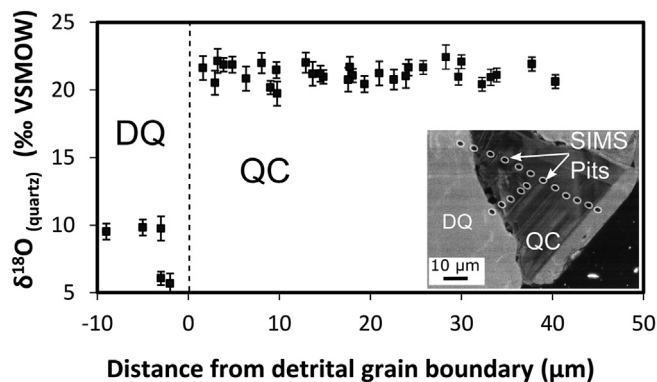 δ18O (quartz) (‰ VSMOW)
25
20
15
10
5
DQ
QC
SIMS
Pits
DQ
QC
10 µm
-10 0 10 20 30 40 50
Distance from detrital grain boundary (µm)